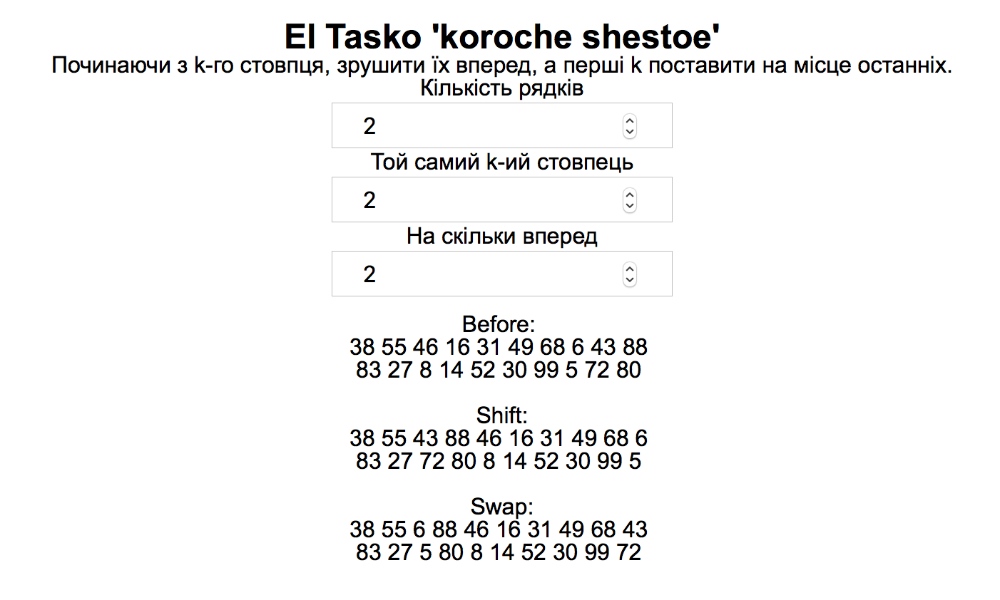 El Tasko 'koroche shestoe'
Починаючи з k-го стовпця, зрушити їх вперед, а перші k поставити на місце останніх.
Кількість рядків
2
Той самий k-ий стовпець
2
На скільки вперед
2
Before:
38 55 46 16 31 49 68 6 43 88
83 27 8 14 52 30 99 5 72 80
Shift:
38 55 43 88 46 16 31 49 68 6
83 27 72 80 8 14 52 30 99 5
Swap:
38 55 6 88 46 16 31 49 68 43
83 27 5 80 8 14 52 30 99 72